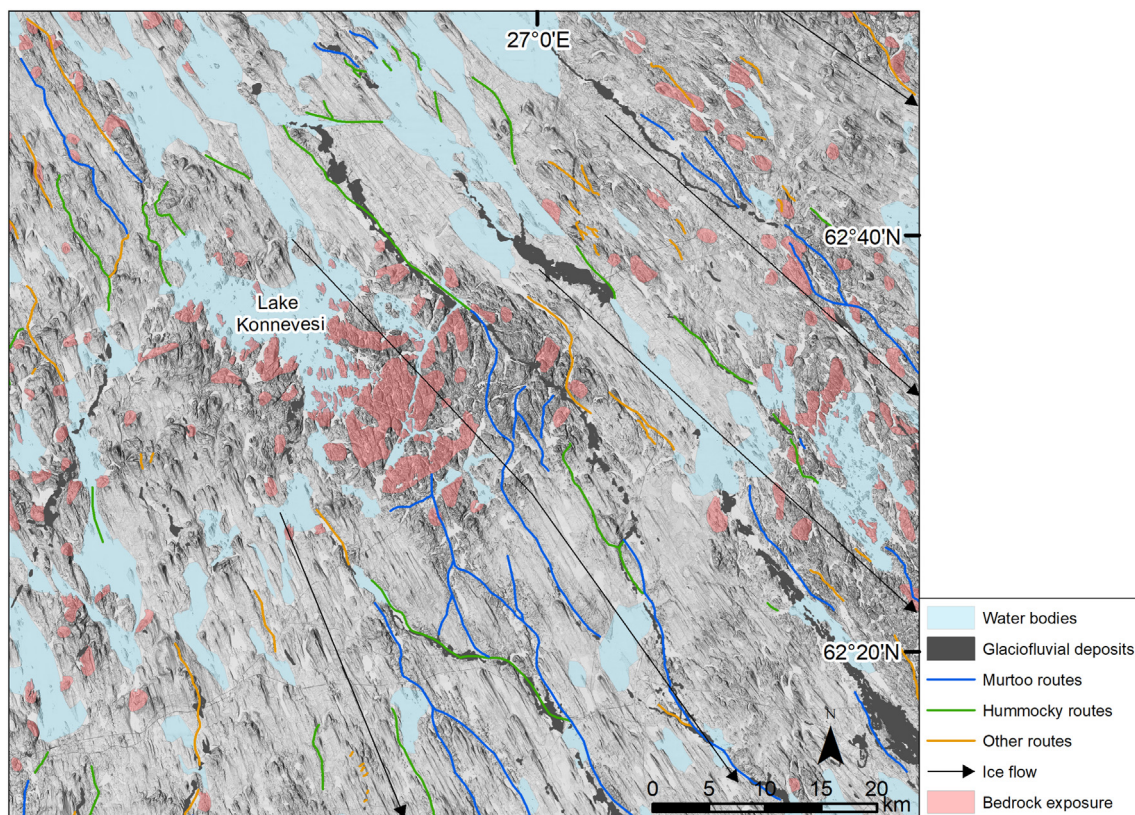 27°0'E
62°40'N
Lake
Konnevesi
62°20'N
N
0 5 10 15 20
km
Water bodies
Glaciofluvial deposits
Murtoo routes
Hummocky routes
Other routes
Ice flow
Bedrock exposure